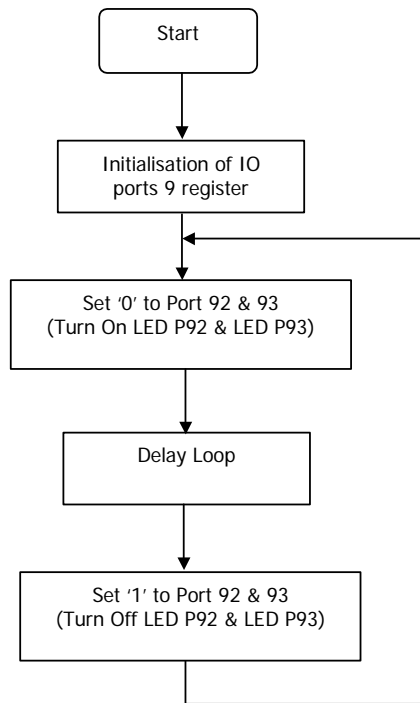 Start
Initialisation of IO
ports 9 register
Set ‘0’ to Port 92 & 93
(Turn On LED P92 & LED P93)
Delay Loop
Set ‘1’ to Port 92 & 93
(Turn Off LED P92 & LED P93)